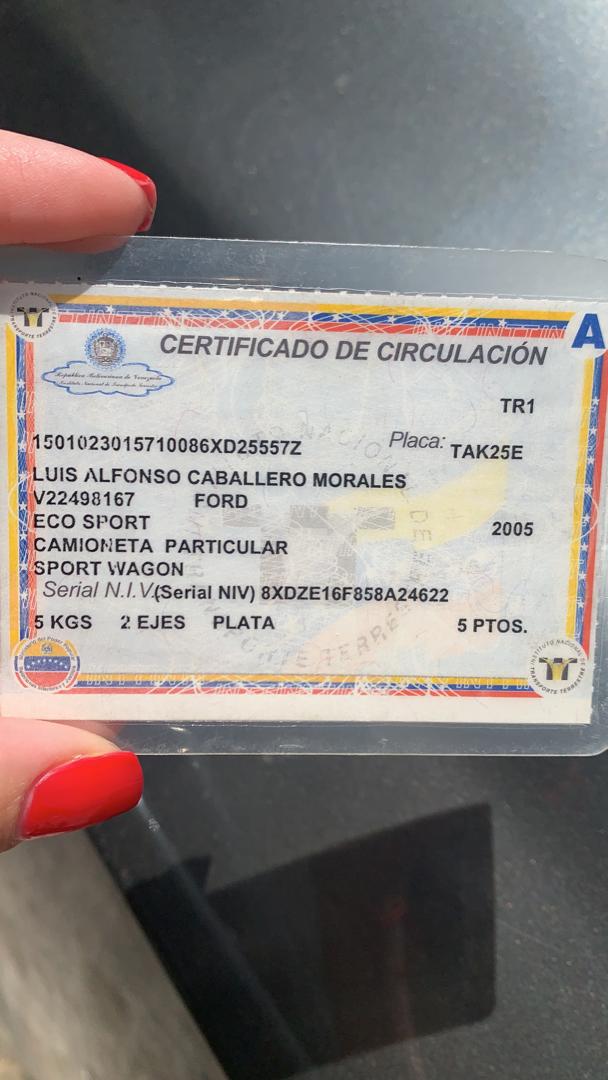 A
CERTIFICADO DE CIRCULACIÓN
República Bolivariana de Venezuela
Instituto Nacional de Transporte Terrestre
TR1
1501023015710086XD25557Z Placa: TAK25E
LUIS ALFONSO CABALLERO MORALES
V22498167 FORD
ECO SPORT 2005
CAMIONETA PARTICULAR
SPORT WAGON
Serial N.I.V.(Serial NIV) 8XDZE16F858A24622
5 KGS 2 EJES PLATA 5 PTOS.
INSTITUTO NACIONAL DE TRANSPORTE TERRESTRE